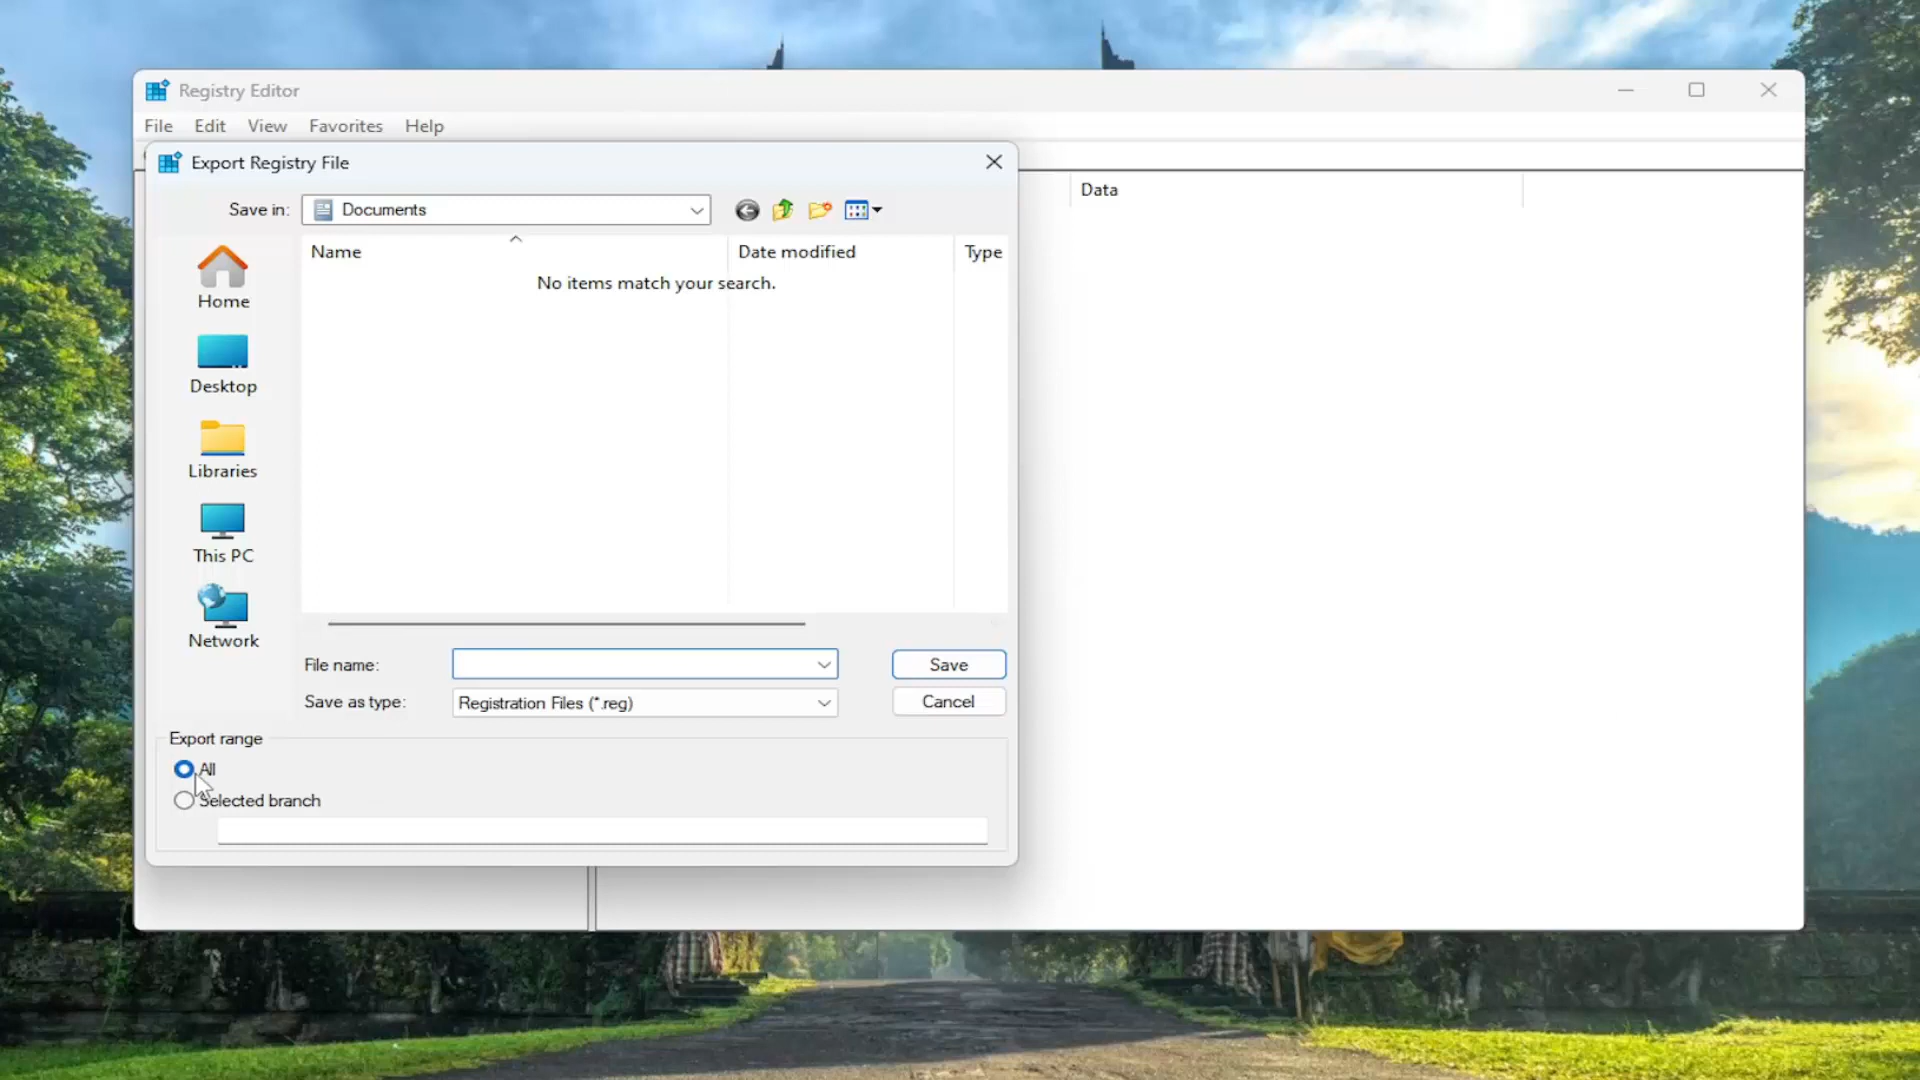 Registry Editor
File Edit View Favorites Help
Export Registry File
Save in: Documents
Data
Name Date modified Type
No items match your search.
Home
Desktop
Libraries
This PC
Network
File name: Save
Save as type: Registration Files (*.reg) Cancel
Export range
All
Selected branch